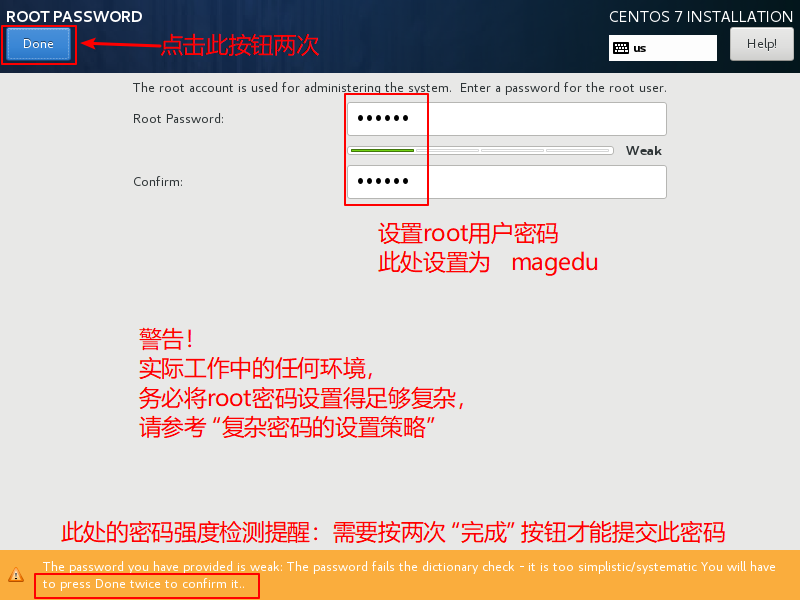 ROOT PASSWORD
CENTOS 7 INSTALLATION
Done
点击此按钮两次
us
Help!
The root account is used for administering the system. Enter a password for the root user.
Root Password:
••••••
Weak
Confirm:
••••••
设置root用户密码
此处设置为 magedu
警告！
实际工作中的任何环境，
务必将root密码设置得足够复杂，
请参考“复杂密码的设置策略”
此处的密码强度检测提醒：需要按两次“完成”按钮才能提交此密码
The password you have provided is weak: The password fails the dictionary check - it is too simplistic/systematic You will have
to press Done twice to confirm it..